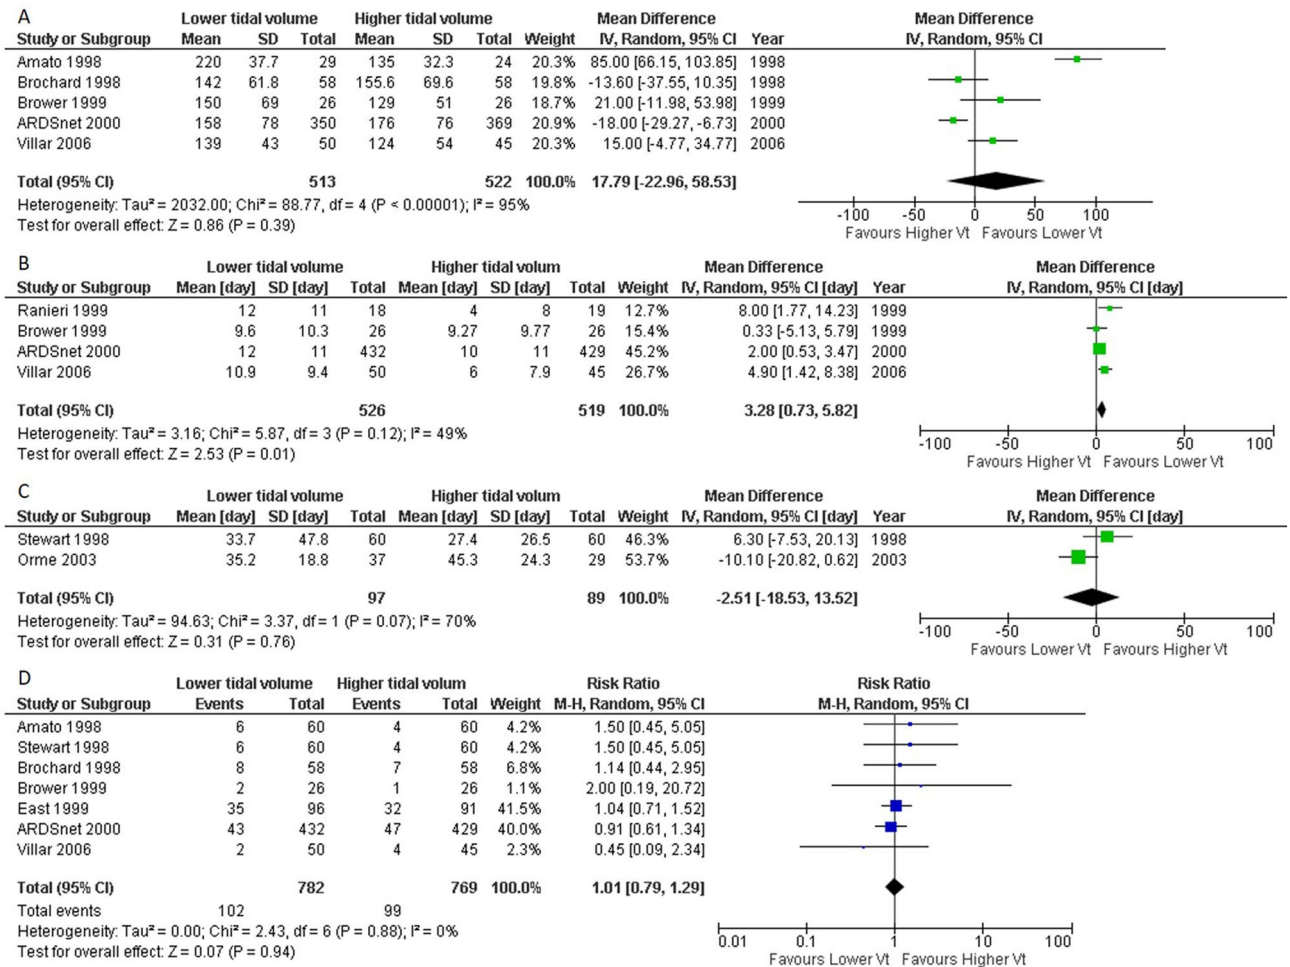 A
Lower tidal volume Higher tidal volume Mean Difference Mean Difference
Study or Subgroup Mean SD Total Mean SD Total Weight IV, Random, 95% CI Year IV, Random, 95% CI
Amato 1998 220 37.7 29 135 32.3 24 20.3% 85.00 [66.15, 103.85] 1998
Brochard 1998 142 61.8 58 155.6 69.6 58 19.8% -13.60 [-37.55, 10.35] 1998
Brower 1999 150 69 26 129 51 26 18.7% 21.00 [-11.98, 53.98] 1999
ARDSnet 2000 158 78 350 176 76 369 20.9% -18.00 [-29.27, -6.73] 2000
Villar 2006 139 43 50 124 54 45 20.3% 15.00 [-4.77, 34.77] 2006
Total (95% CI) 513 522 100.0% 17.79 [-22.96, 58.53]
Heterogeneity: Tau² = 2032.00; Chi² = 88.77, df = 4 (P < 0.00001); I² = 95%
Test for overall effect: Z = 0.86 (P = 0.39)
-100 -50 0 50 100
Favours Higher Vt Favours Lower Vt
B
Lower tidal volume Higher tidal volum Mean Difference Mean Difference
Study or Subgroup Mean [day] SD [day] Total Mean [day] SD [day] Total Weight IV, Random, 95% CI [day] Year IV, Random, 95% CI [day]
Ranieri 1999 12 11 18 4 8 19 12.7% 8.00 [1.77, 14.23] 1999
Brower 1999 9.6 10.3 26 9.27 9.77 26 15.4% 0.33 [-5.13, 5.79] 1999
ARDSnet 2000 12 11 432 10 11 429 45.2% 2.00 [0.53, 3.47] 2000
Villar 2006 10.9 9.4 50 6 7.9 45 26.7% 4.90 [1.42, 8.38] 2006
Total (95% CI) 526 519 100.0% 3.28 [0.73, 5.82]
Heterogeneity: Tau² = 3.16; Chi² = 5.87, df = 3 (P = 0.12); I² = 49%
Test for overall effect: Z = 2.53 (P = 0.01)
-100 -50 0 50 100
Favours Higher Vt Favours Lower Vt
C
Lower tidal volume Higher tidal volum Mean Difference Mean Difference
Study or Subgroup Mean [day] SD [day] Total Mean [day] SD [day] Total Weight IV, Random, 95% CI [day] Year IV, Random, 95% CI [day]
Stewart 1998 33.7 47.8 60 27.4 26.5 60 46.3% 6.30 [-7.53, 20.13] 1998
Orme 2003 35.2 18.8 37 45.3 24.3 29 53.7% -10.10 [-20.82, 0.62] 2003
Total (95% CI) 97 89 100.0% -2.51 [-18.53, 13.52]
Heterogeneity: Tau² = 94.63; Chi² = 3.37, df = 1 (P = 0.07); I² = 70%
Test for overall effect: Z = 0.31 (P = 0.76)
-100 -50 0 50 100
Favours Lower Vt Favours Higher Vt
D
Lower tidal volume Higher tidal volum Risk Ratio Risk Ratio
Study or Subgroup Events Total Events Total Weight M-H, Random, 95% CI M-H, Random, 95% CI
Amato 1998 6 60 4 60 4.2% 1.50 [0.45, 5.05]
Stewart 1998 6 60 4 60 4.2% 1.50 [0.45, 5.05]
Brochard 1998 8 58 7 58 6.8% 1.14 [0.44, 2.95]
Brower 1999 2 26 1 26 1.1% 2.00 [0.19, 20.72]
East 1999 35 96 32 91 41.5% 1.04 [0.71, 1.52]
ARDSnet 2000 43 432 47 429 40.0% 0.91 [0.61, 1.34]
Villar 2006 2 50 4 45 2.3% 0.45 [0.09, 2.34]
Total (95% CI) 782 769 100.0% 1.01 [0.79, 1.29]
Total events 102 99
Heterogeneity: Tau² = 0.00; Chi² = 2.43, df = 6 (P = 0.88); I² = 0%
Test for overall effect: Z = 0.07 (P = 0.94)
0.01 0.1 1 10 100
Favours Lower Vt Favours Higher Vt